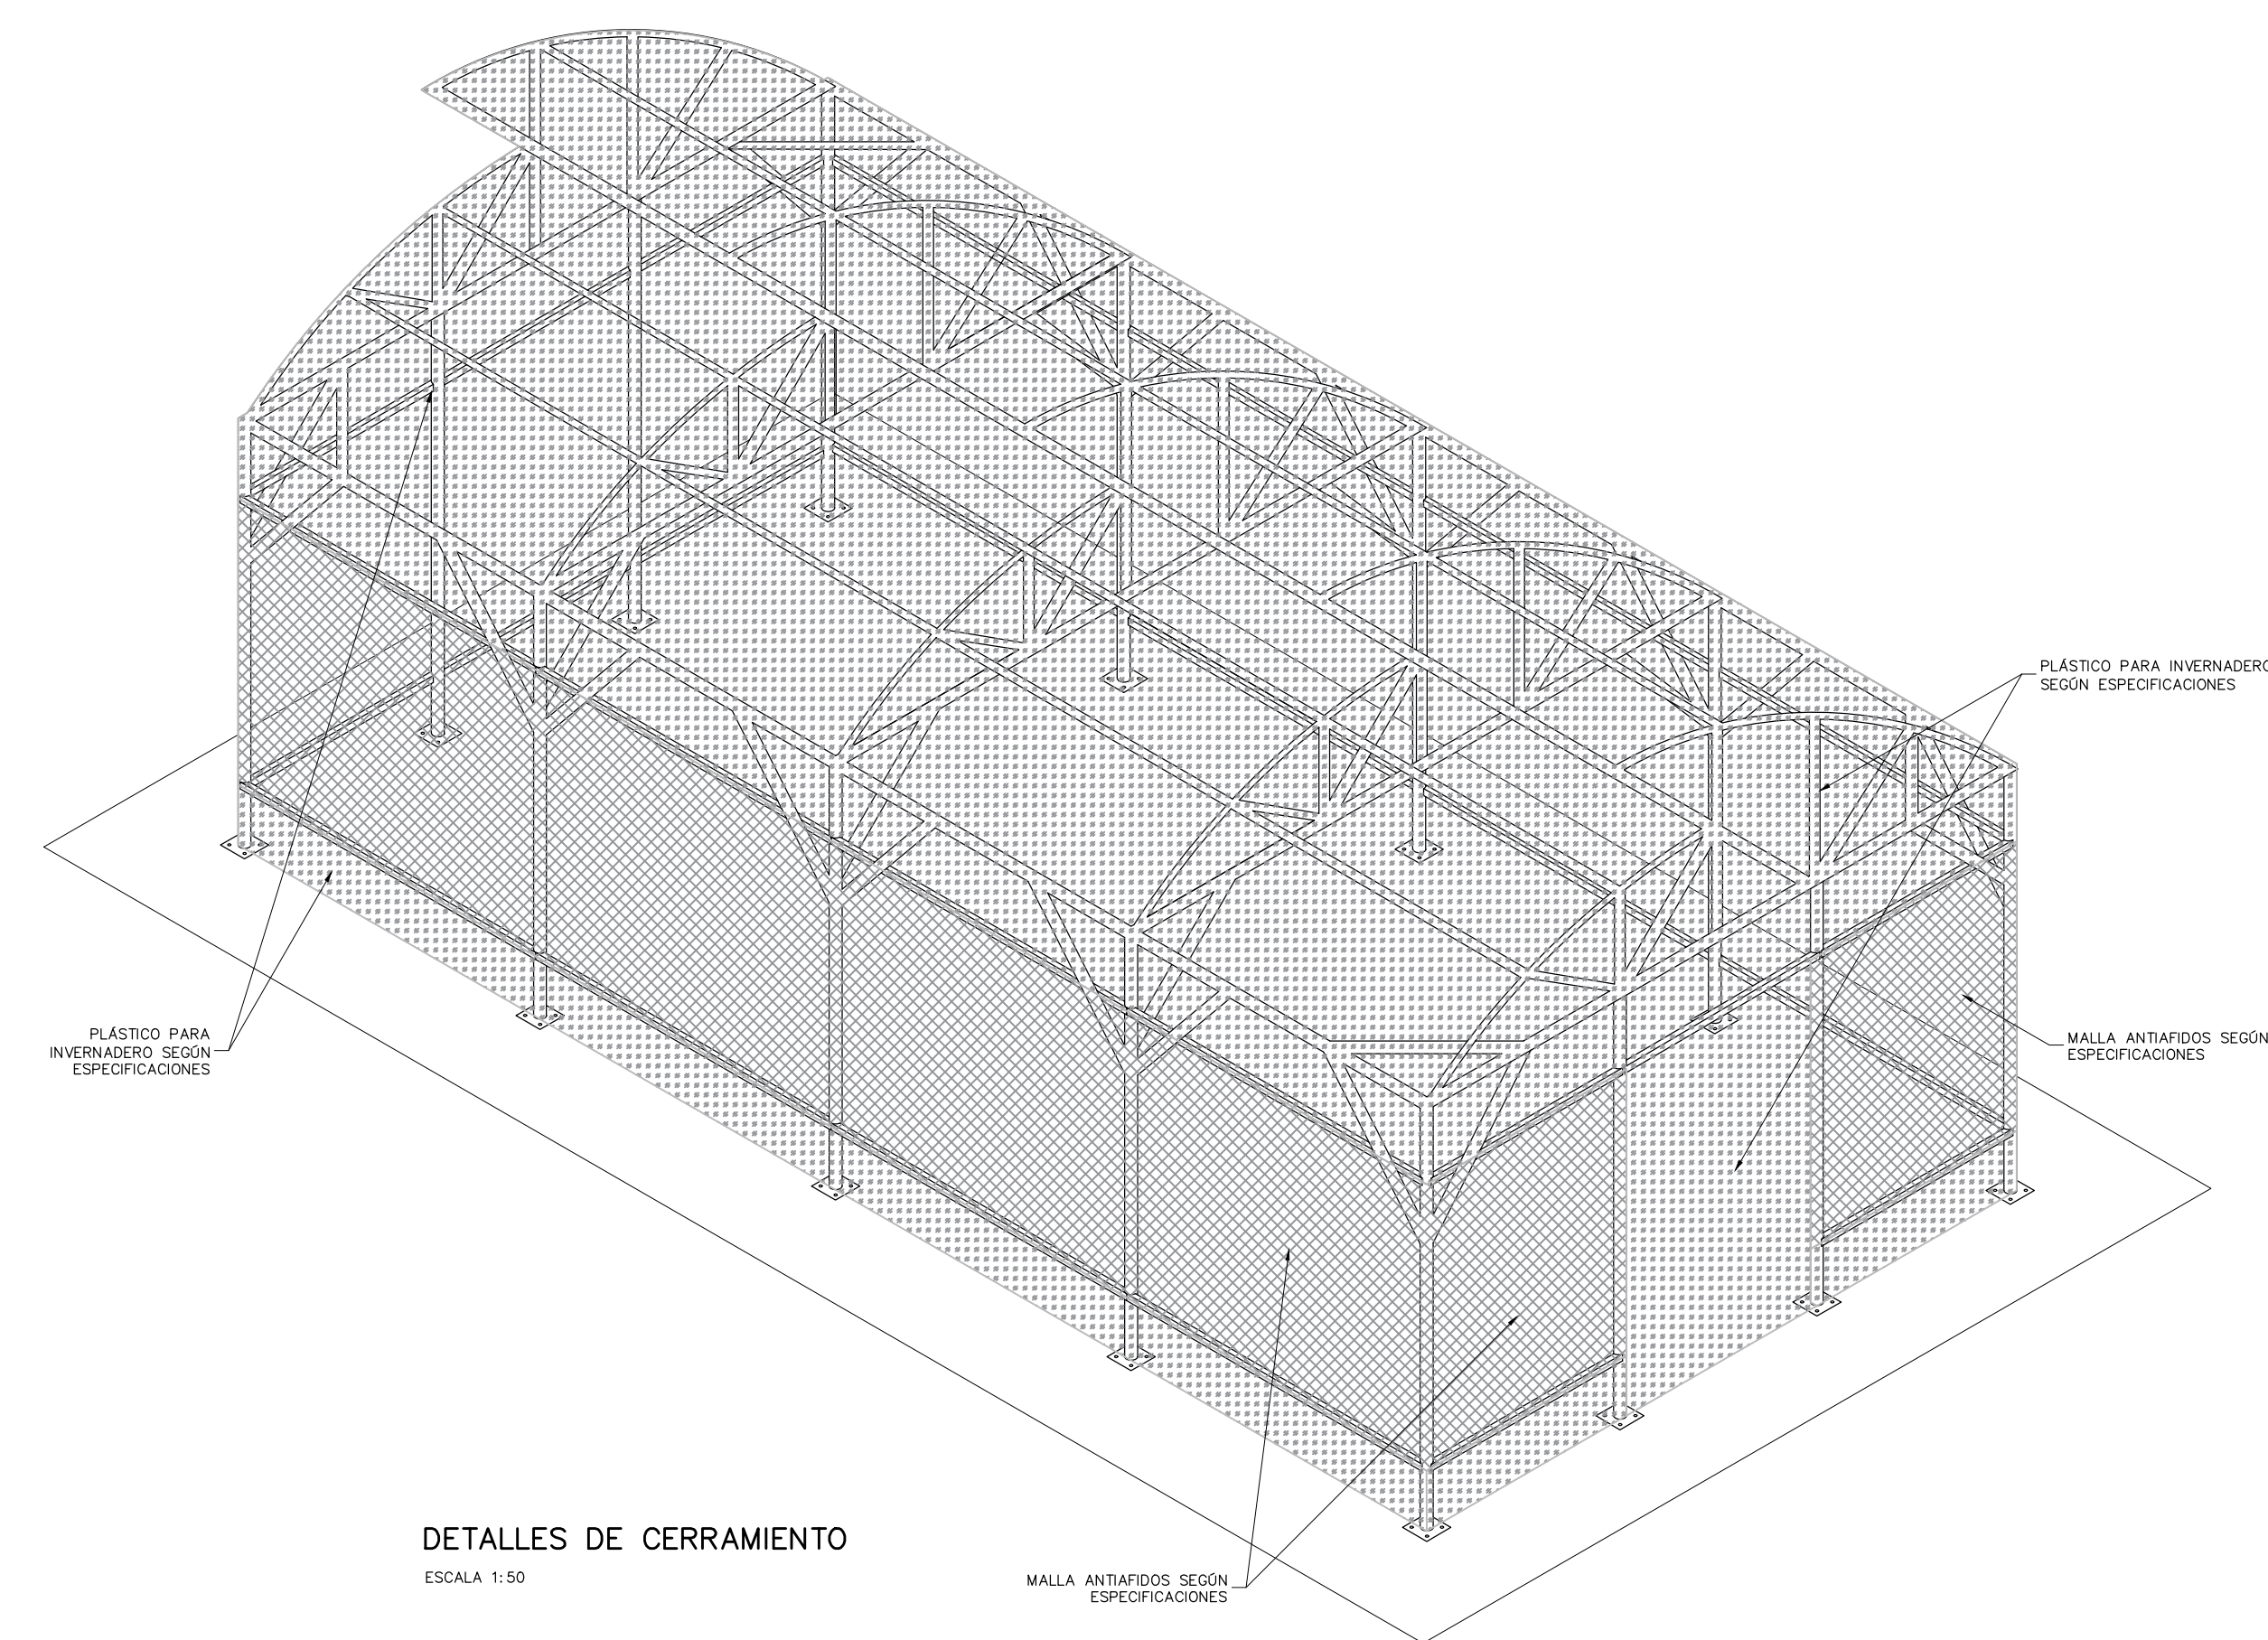 PLÁSTICO PARA INVERNADERO
SEGÚN ESPECIFICACIONES
PLÁSTICO PARA
INVERNADERO SEGÚN
ESPECIFICACIONES
MALLA ANTIAFIDOS SEGÚN
ESPECIFICACIONES
DETALLES DE CERRAMIENTO
ESCALA 1:50
MALLA ANTIAFIDOS SEGÚN
ESPECIFICACIONES